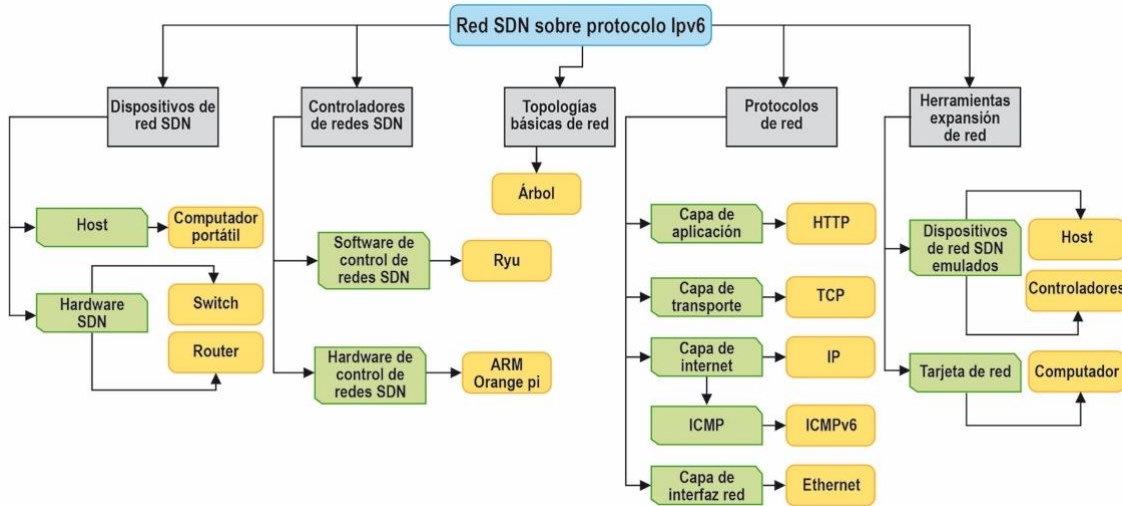 Red SDN sobre protocolo Ipv6
Dispositivos de
red SDN
Controladores
de redes SDN
Topologías
básicas de red
Protocolos
de red
Herramientas
expansión
de red
Host
Computador
portátil
Hardware
SDN
Switch
Router
Software de
control de
redes SDN
Ryu
Hardware de
control de
redes SDN
ARM
Orange pi
Árbol
Capa de
aplicación
HTTP
Capa de
transporte
TCP
Capa de
internet
IP
ICMP
ICMPv6
Capa de
interfaz red
Ethernet
Dispositivos
de red SDN
emulados
Host
Controladores
Tarjeta de red
Computador